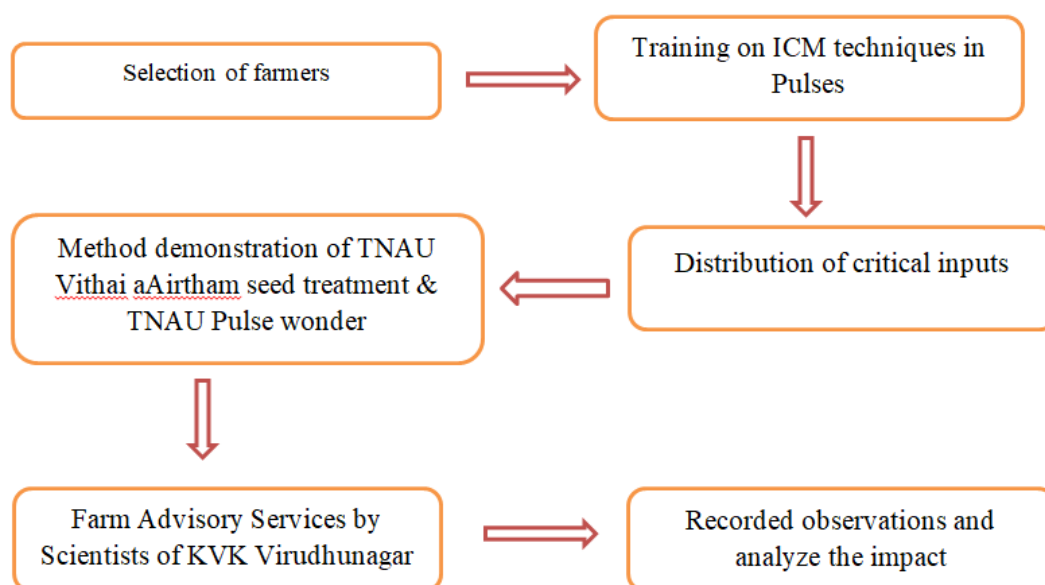 Selection of farmers
Training on ICM techniques in
Pulses
Distribution of critical inputs
Method demonstration of TNAU
Vithai aAirtham seed treatment &
TNAU Pulse wonder
Farm Advisory Services by
Scientists of KVK Virudhunagar
Recorded observations and
analyze the impact